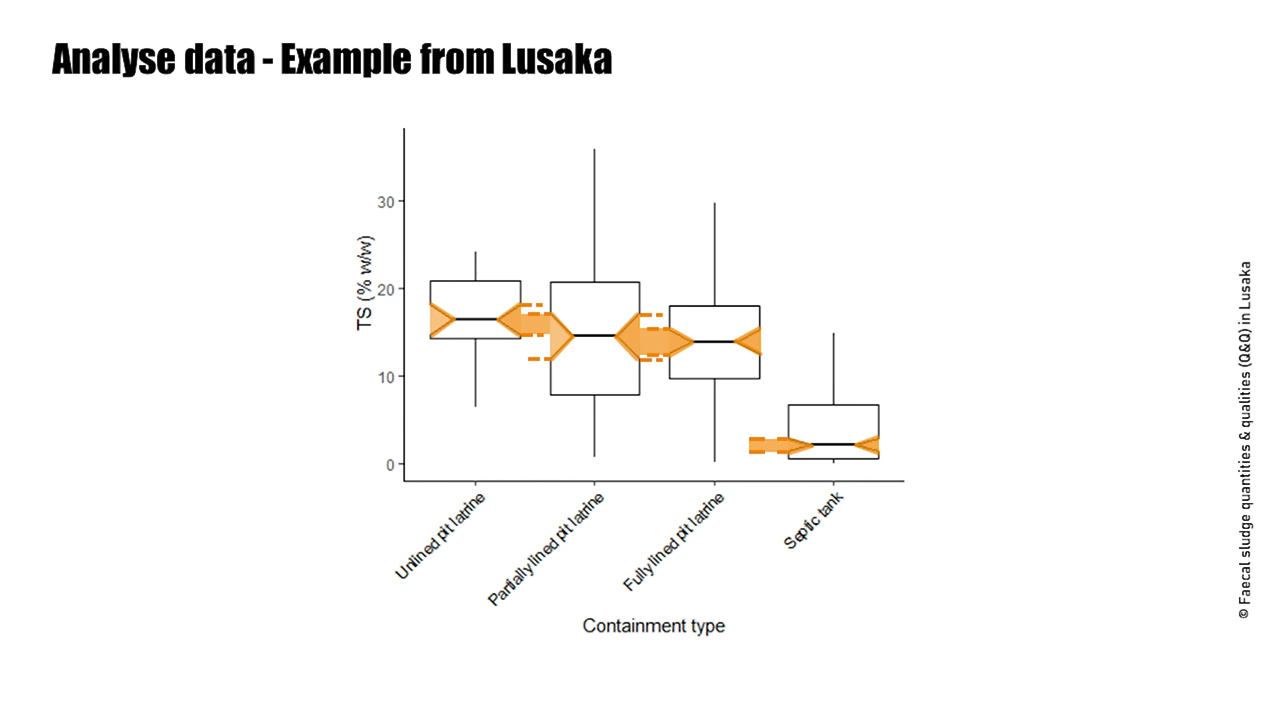 Analyse data - Example from Lusaka
30
20
10
0
TS (% w/w)
Unlined pit latrine
Partially lined pit latrine
Fully lined pit latrine
Septic tank
Containment type
© Faecal sludge quantities & qualities (Q&Q) in Lusaka